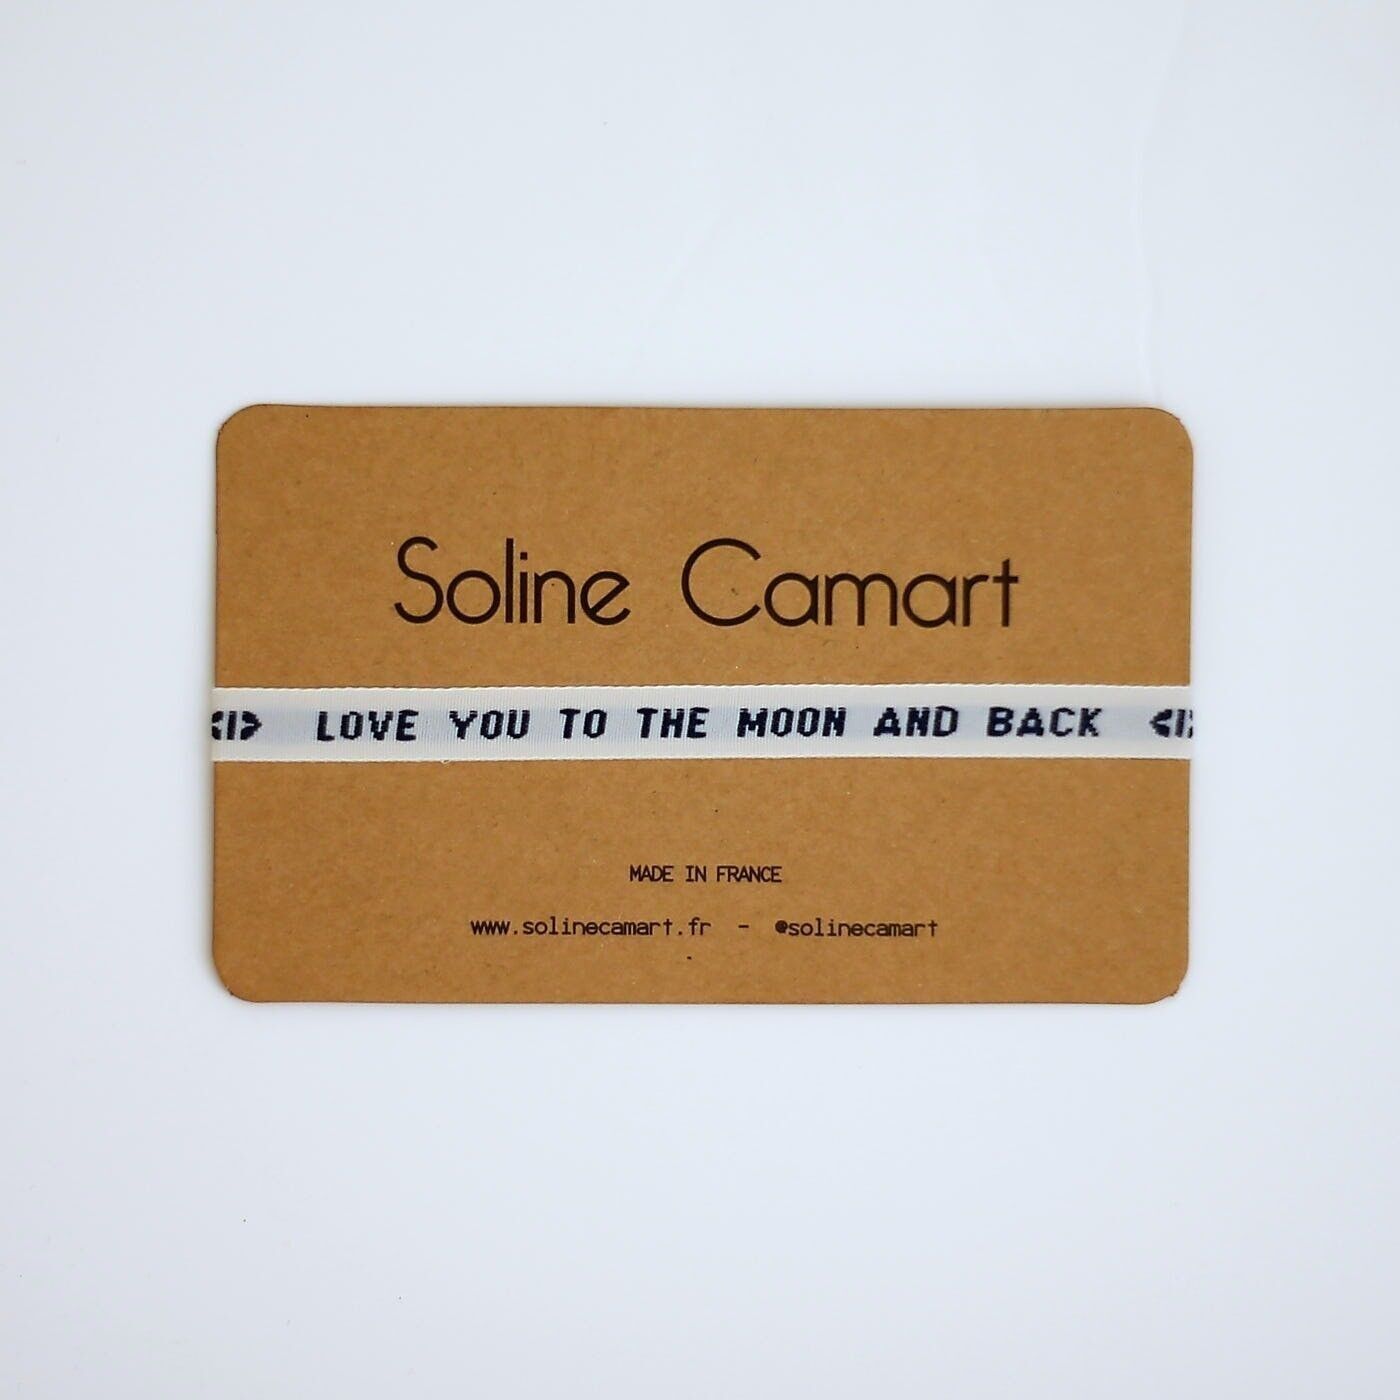 Soline Camart
<I> LOVE YOU TO THE MOON AND BACK <I>
MADE IN FRANCE
www.solinecamart.fr - @solinecamart